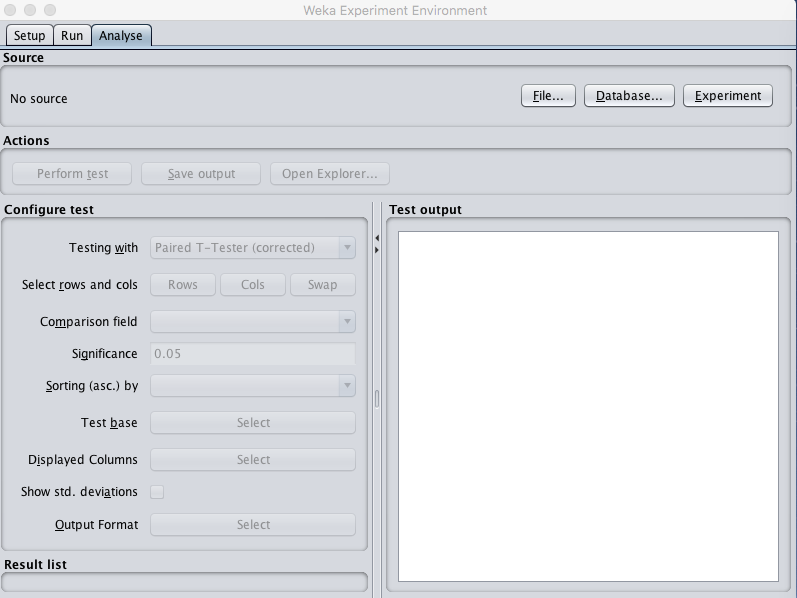 Weka Experiment Environment
Setup Run Analyse
Source
No source File... Database... Experiment
Actions
Perform test Save output Open Explorer...
Configure test
Testing with Paired T-Tester (corrected)
Select rows and cols Rows Cols Swap
Comparison field
Significance 0.05
Sorting (asc.) by
Test base Select
Displayed Columns Select
Show std. deviations
Output Format Select
Result list
Test output